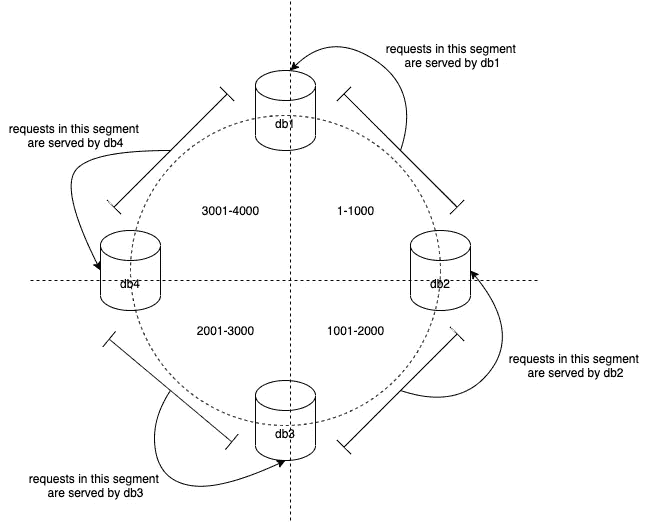 requests in this segment
are served by db1
db1
requests in this segment
are served by db4
3001-4000
1-1000
db4
db2
2001-3000
1001-2000
requests in this segment
are served by db2
db3
requests in this segment
are served by db3